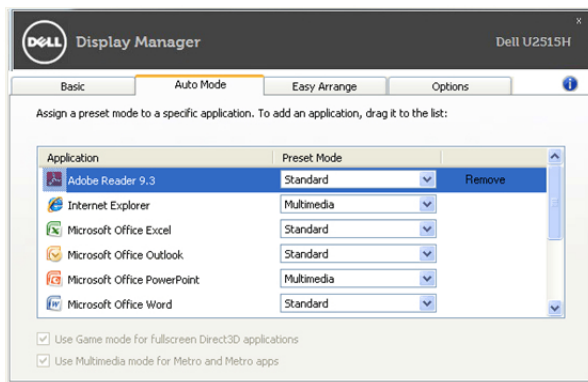 DELL Display Manager Dell U2515H
Basic Auto Mode Easy Arrange Options
Assign a preset mode to a specific application. To add an application, drag it to the list:
Application Preset Mode
Adobe Reader 9.3 Standard Remove
Internet Explorer Multimedia
Microsoft Office Excel Standard
Microsoft Office Outlook Standard
Microsoft Office PowerPoint Multimedia
Microsoft Office Word Standard
Use Game mode for fullscreen Direct3D applications
Use Multimedia mode for Metro and Metro apps